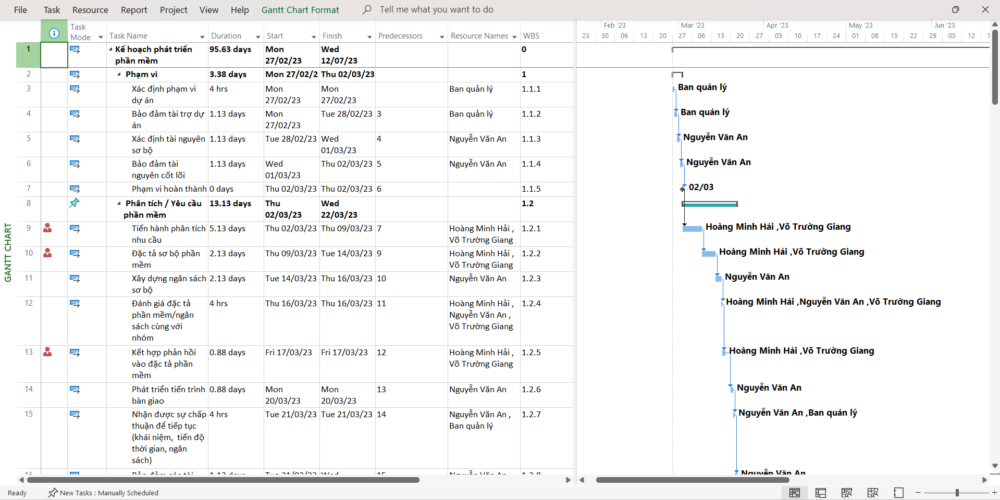 File Task Resource Report Project View Help Gantt Chart Format Tell me what you want to do
Task Mode Task Name Duration Start Finish Predecessors Resource Names WBS
Feb '23 Mar '23 Apr '23 May '23 Jun '23
23 30 06 13 20 27 06 13 20 27 03 10 17 24 01 08 15 22 29 05 12
GANTT CHART
1 Kế hoạch phát triển 95.63 days Mon Wed 0
phần mềm 27/02/23 12/07/23
2 Phạm vi 3.38 days Mon 27/02/2 Thu 02/03/23 1
3 Xác định phạm vi 4 hrs Mon Mon Ban quản lý 1.1.1 Ban quản lý
dự án 27/02/23 27/02/23
4 Bảo đảm tài trợ dự 1.13 days Mon Tue 28/02/23 3 Ban quản lý 1.1.2 Ban quản lý
án 27/02/23
5 Xác định tài nguyên 1.13 days Tue 28/02/23 Wed 4 Nguyễn Văn An 1.1.3 Nguyễn Văn An
sơ bộ 01/03/23
6 Bảo đảm tài 1.13 days Wed Thu 02/03/23 5 Nguyễn Văn An 1.1.4 Nguyễn Văn An
nguyên cốt lõi 01/03/23
7 Phạm vi hoàn thành 0 days Thu 02/03/23 Thu 02/03/23 6 1.1.5 02/03
8 Phân tích / Yêu cầu 13.13 days Thu Wed 1.2
phần mềm 02/03/23 22/03/23
9 Tiến hành phân tích 5.13 days Thu 02/03/23 Thu 09/03/23 7 Hoàng Minh Hải , 1.2.1 Hoàng Minh Hải ,Võ Trường Giang
nhu cầu Võ Trường Giang
10 Đặc tả sơ bộ phần 2.13 days Thu 09/03/23 Tue 14/03/23 9 Hoàng Minh Hải , 1.2.2 Hoàng Minh Hải ,Võ Trường Giang
mềm Võ Trường Giang
11 Xây dựng ngân sách 2.13 days Tue 14/03/23 Thu 16/03/23 10 Nguyễn Văn An 1.2.3 Nguyễn Văn An
sơ bộ
12 Đánh giá đặc tả 4 hrs Thu 16/03/23 Thu 16/03/23 11 Hoàng Minh Hải , 1.2.4 Hoàng Minh Hải ,Nguyễn Văn An ,Võ Trường Giang
phần mềm/ngân Nguyễn Văn An ,
sách cùng với Võ Trường Giang
nhóm
13 Kết hợp phản hồi 0.88 days Fri 17/03/23 Fri 17/03/23 12 Hoàng Minh Hải , 1.2.5 Hoàng Minh Hải ,Võ Trường Giang
vào đặc tả phần Võ Trường Giang
mềm
14 Phát triển tiến trình 0.88 days Mon Mon 13 Nguyễn Văn An 1.2.6 Nguyễn Văn An
bàn giao 20/03/23 20/03/23
15 Nhận được sự chấp 4 hrs Tue 21/03/23 Tue 21/03/23 14 Nguyễn Văn An , 1.2.7 Nguyễn Văn An ,Ban quản lý
thuận để tiếp tục Ban quản lý
(khái niệm, tiến độ
thời gian, ngân
sách)
16 Bảo đảm các tài 1.13 days Tue 21/03/23 Wed 15 Nguyễn Văn An 1.2.8 Nguyễn Văn An
Ready New Tasks : Manually Scheduled